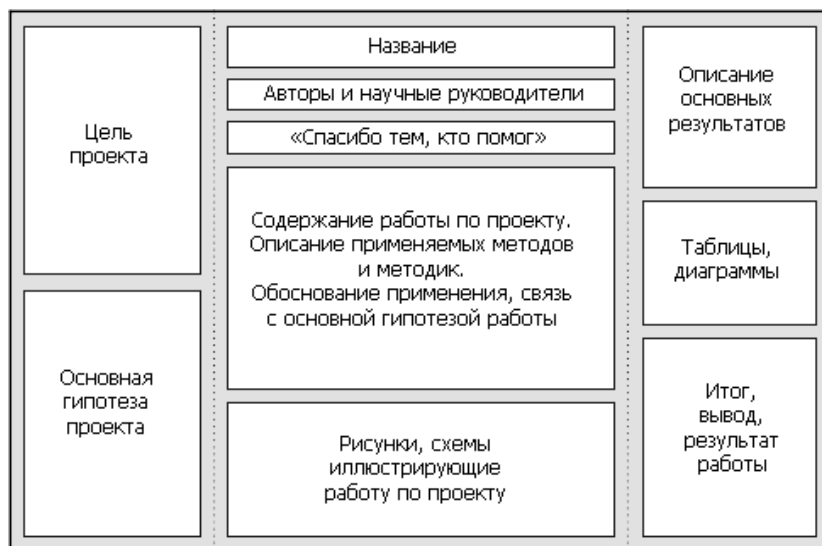 Цель
проекта
Основная
гипотеза
проекта
Название
Авторы и научные руководители
«Спасибо тем, кто помог»
Содержание работы по проекту.
Описание применяемых методов
и методик.
Обоснование применения, связь
с основной гипотезой работы
Рисунки, схемы
иллюстрирующие
работу по проекту
Описание
основных
результатов
Таблицы,
диаграммы
Итог,
вывод,
результат
работы